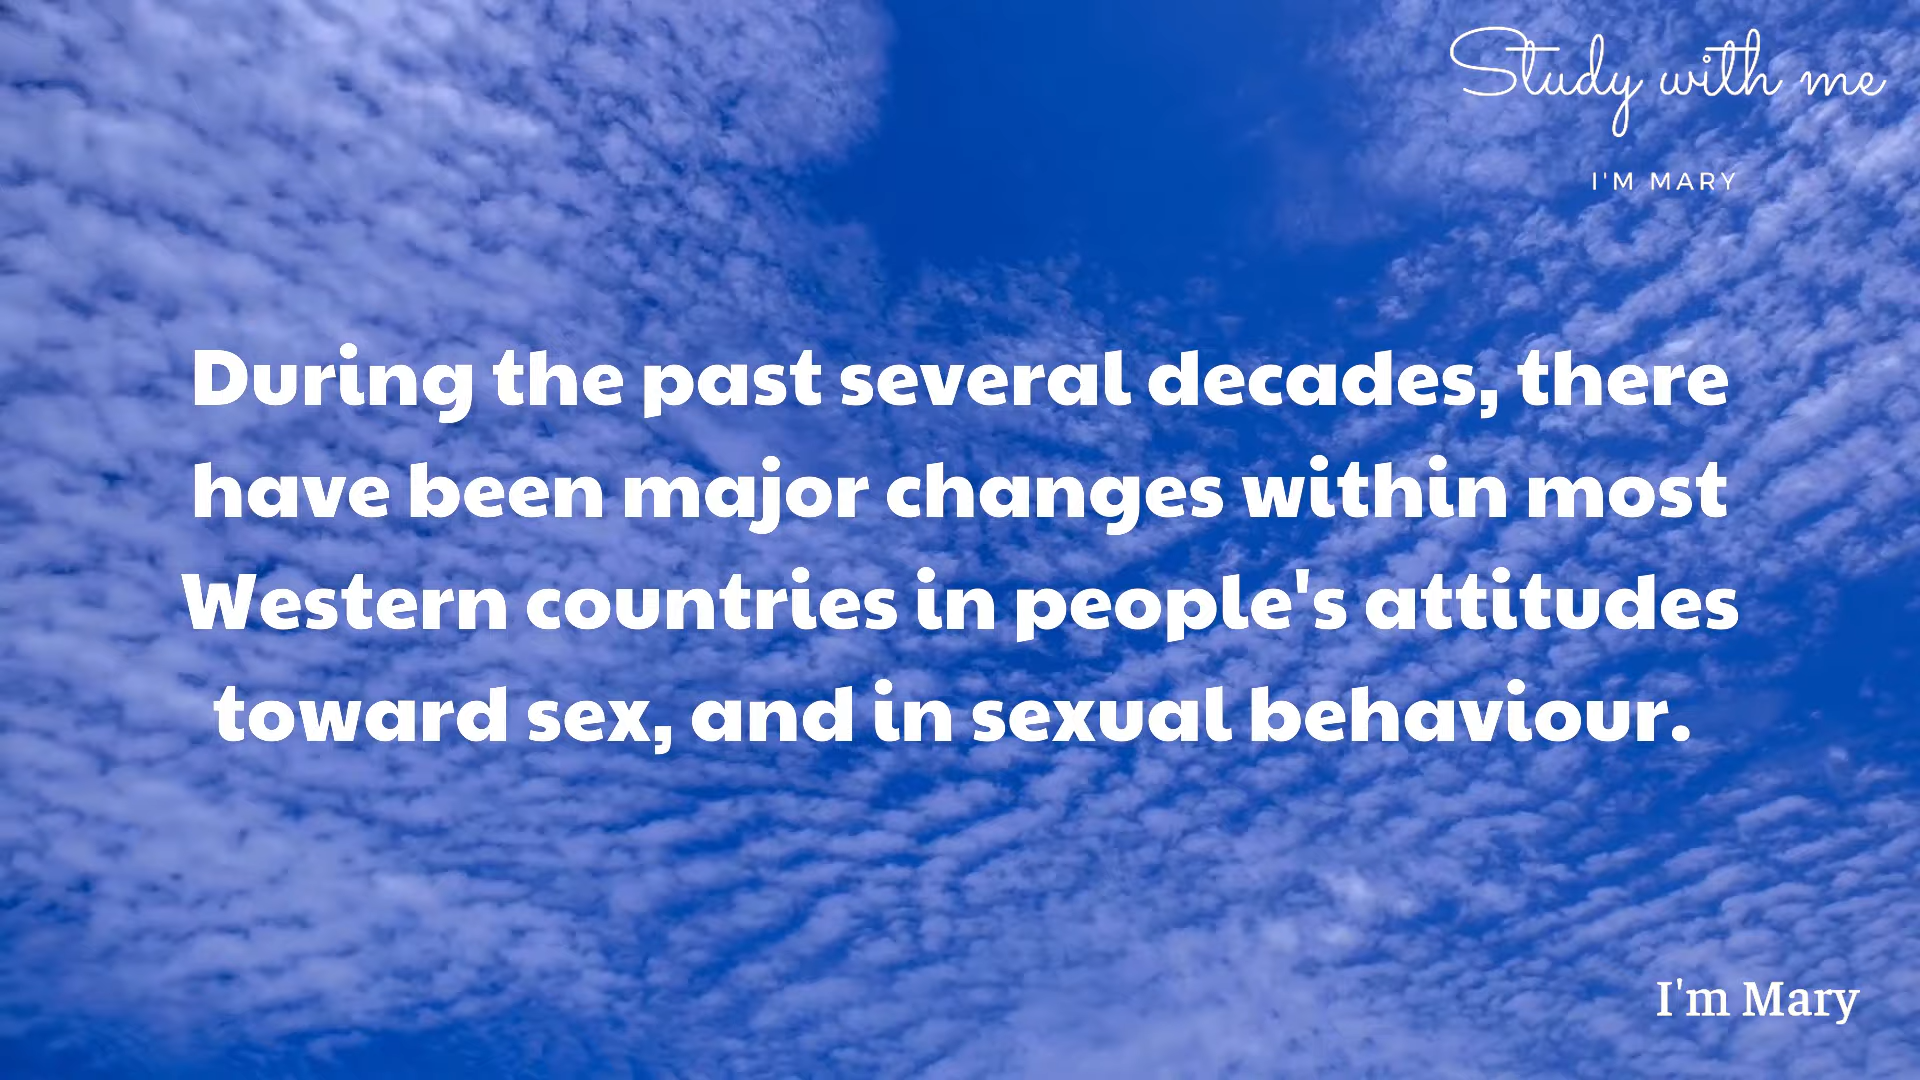 Study with me
I'M MARY
During the past several decades, there
have been major changes within most
Western countries in people's attitudes
toward sex, and in sexual behaviour.
I'm Mary